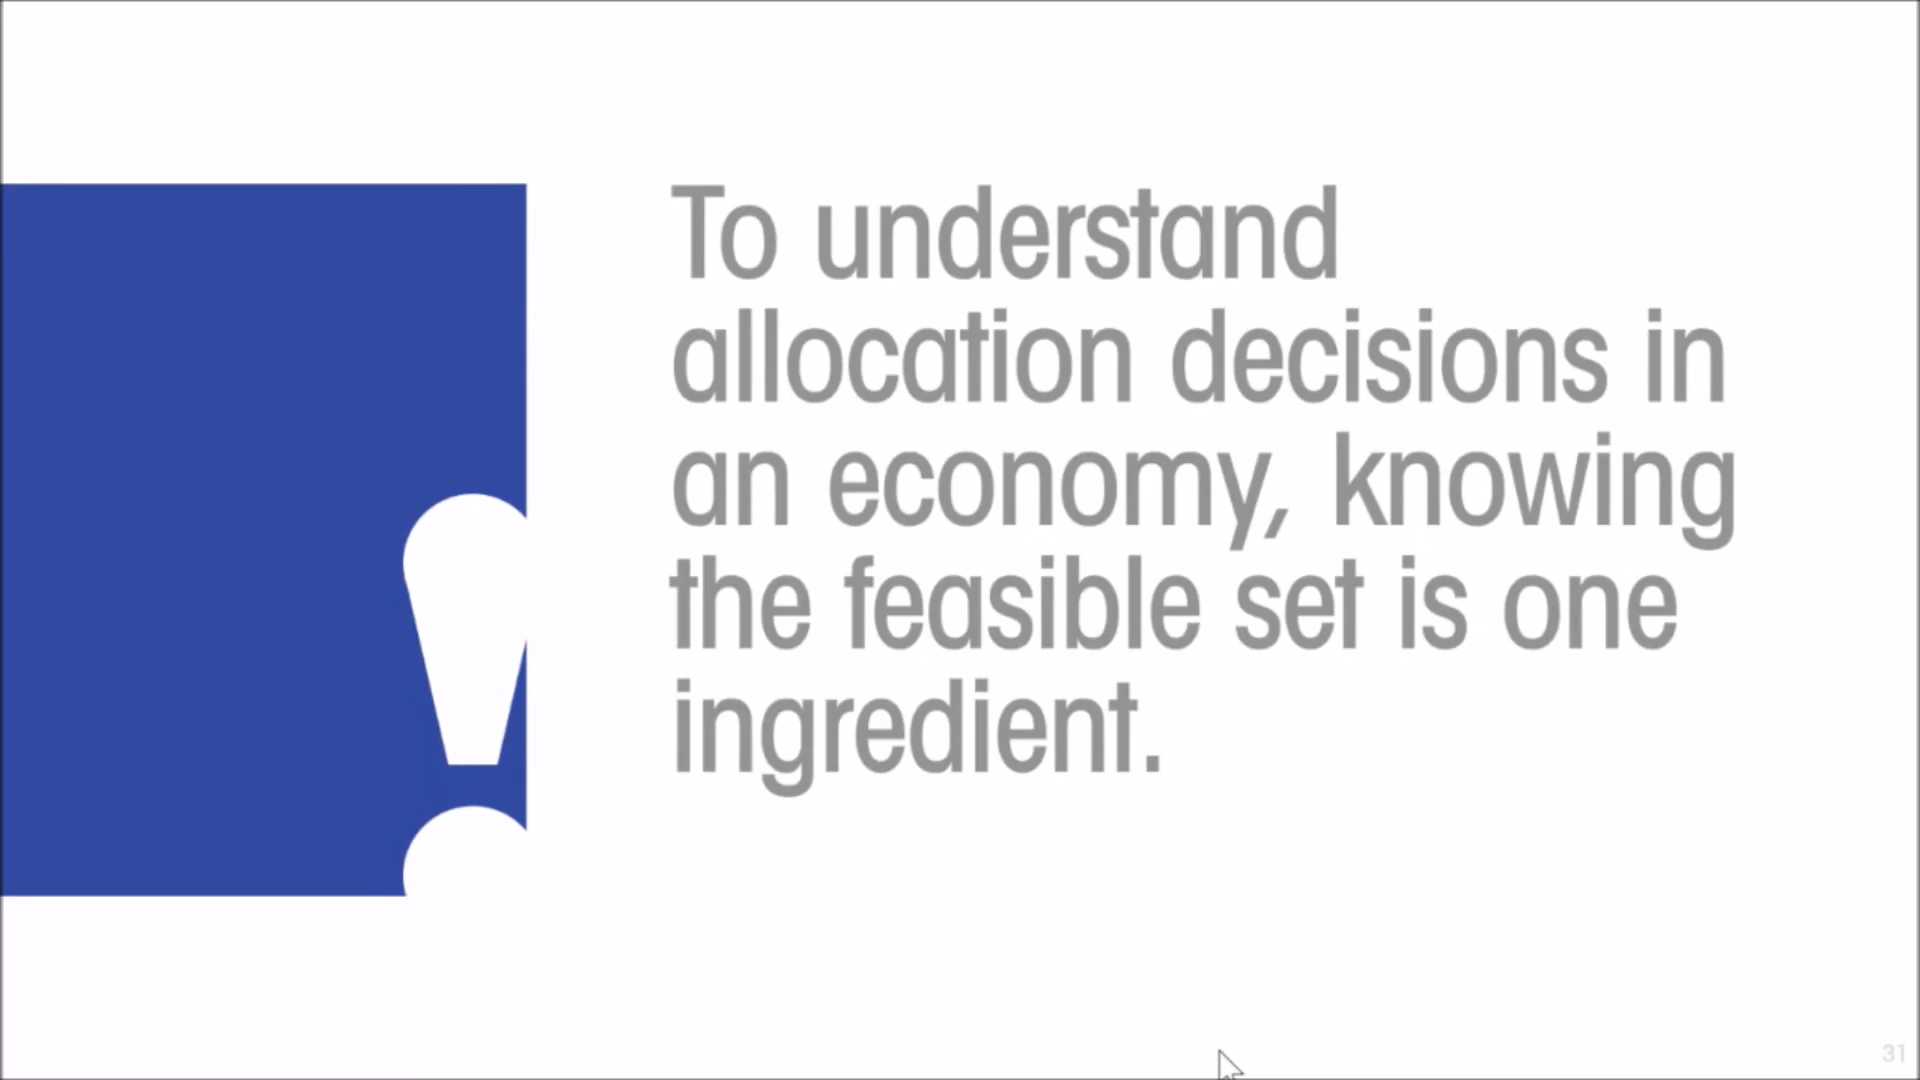 To understand
allocation decisions in
an economy, knowing
the feasible set is one
ingredient.
!
31